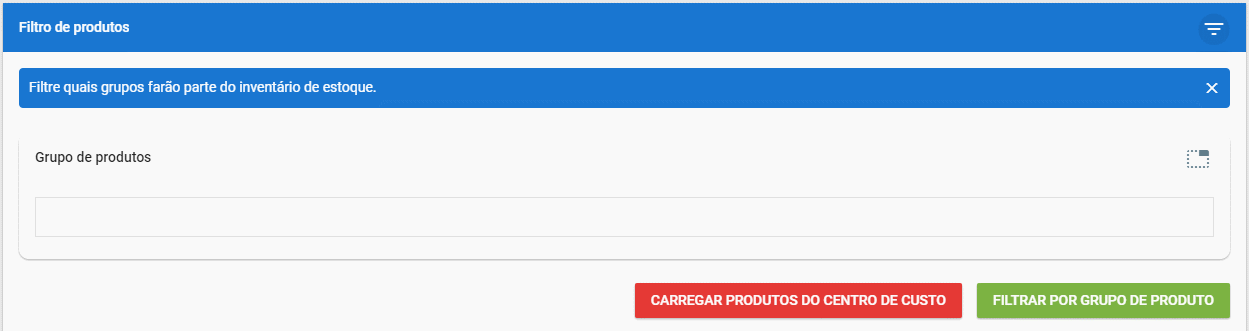 Filtro de produtos
Filtre quais grupos farão parte do inventário de estoque.
Grupo de produtos
CARREGAR PRODUTOS DO CENTRO DE CUSTO
FILTRAR POR GRUPO DE PRODUTO